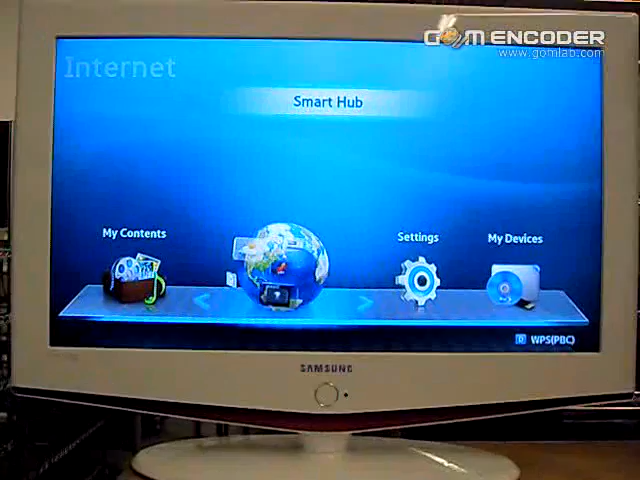 GOM ENCODER
www.gomlab.com
Internet
Smart Hub
My Contents
Settings
My Devices
D WPS(PBC)
SAMSUNG